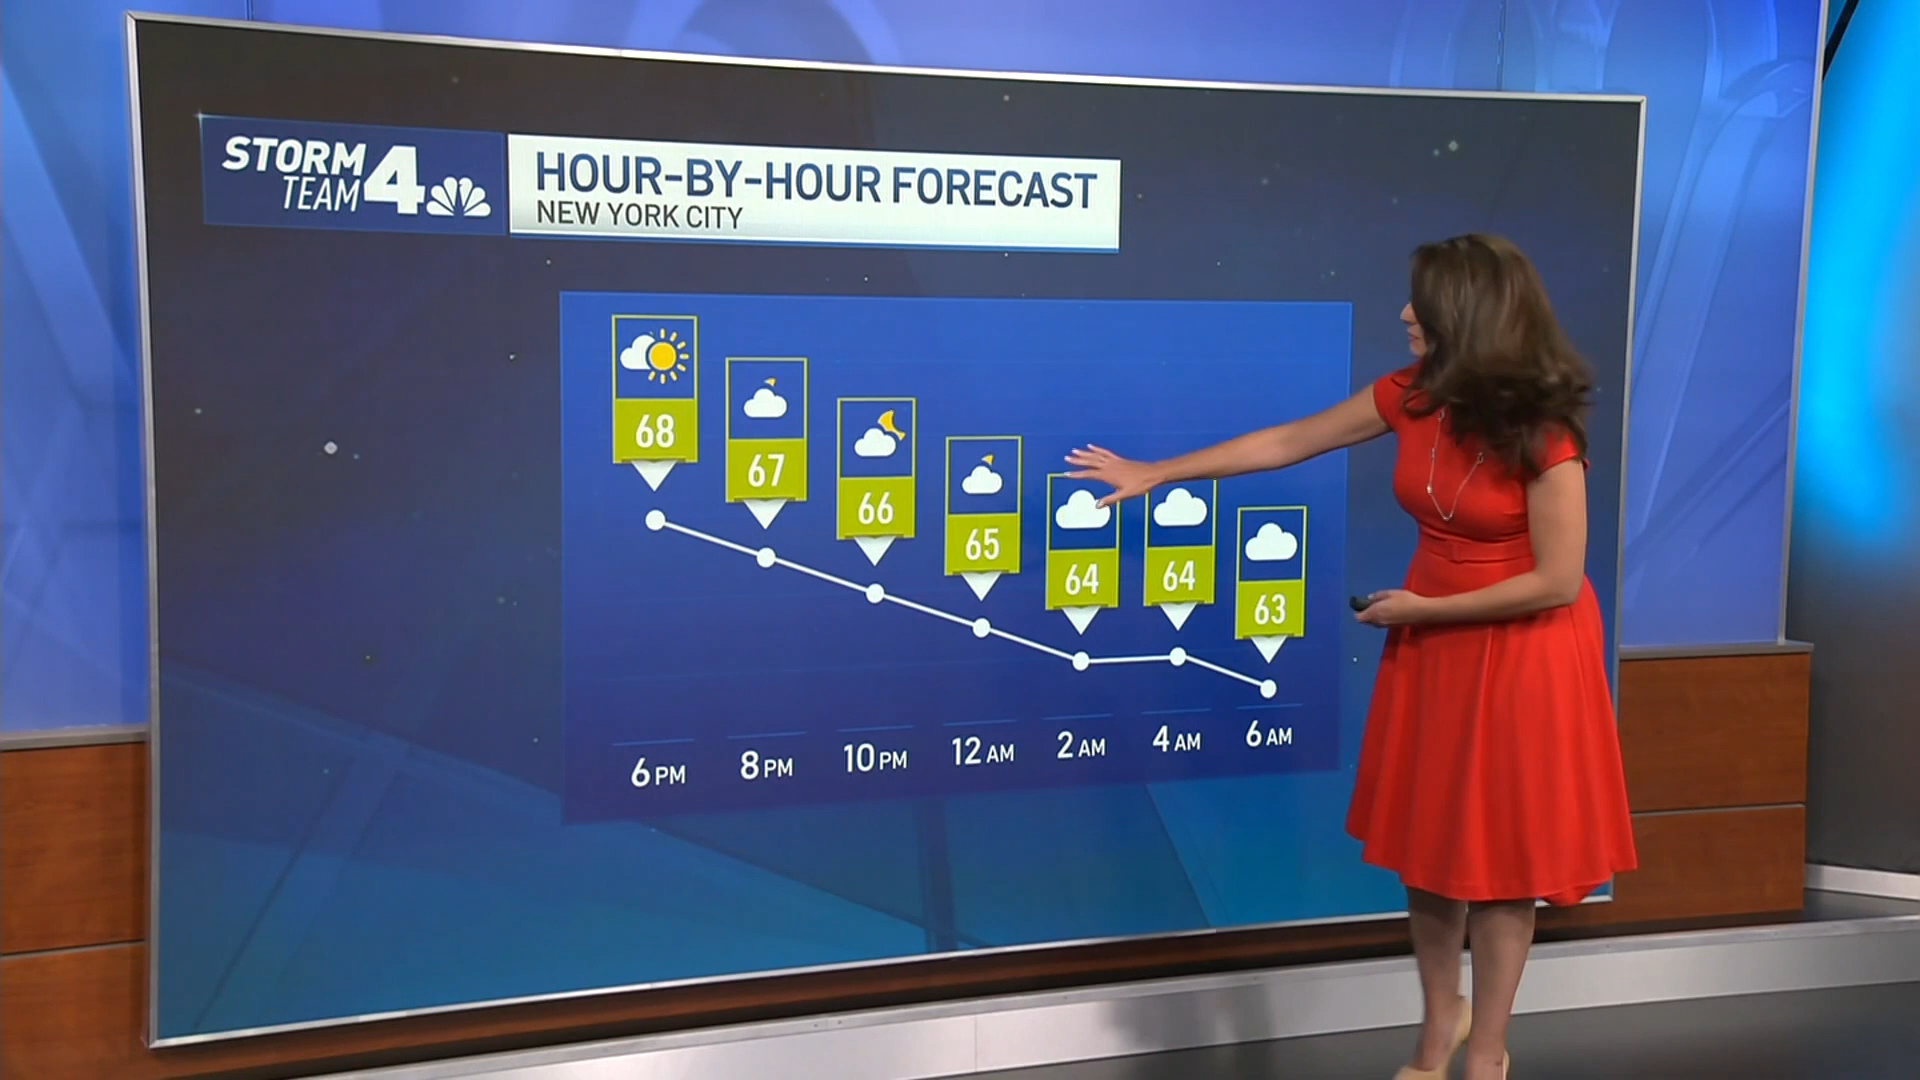 STORM
TEAM 4
HOUR-BY-HOUR FORECAST
NEW YORK CITY
68
67
66
65
64
64
63
6 PM
8 PM
10 PM
12 AM
2 AM
4 AM
6 AM